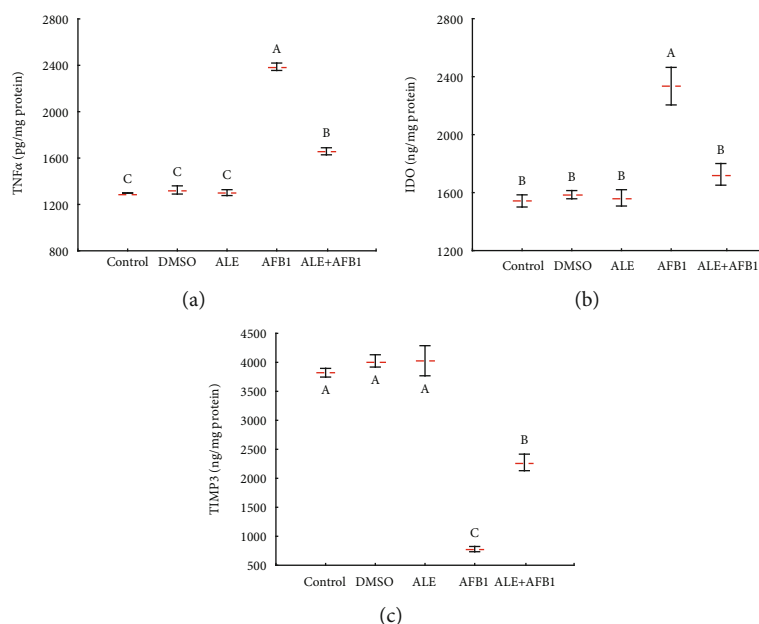 2800
2400
2000
1600
1200
800
TNFα (pg/mg protein)
C
C
C
A
B
Control DMSO ALE AFB1 ALE+AFB1
(a)
2800
2400
2000
1600
1200
IDO (ng/mg protein)
B
B
B
A
B
Control DMSO ALE AFB1 ALE+AFB1
(b)
4500
4000
3500
3000
2500
2000
1500
1000
500
TIMP3 (ng/mg protein)
A
A
A
C
B
Control DMSO ALE AFB1 ALE+AFB1
(c)